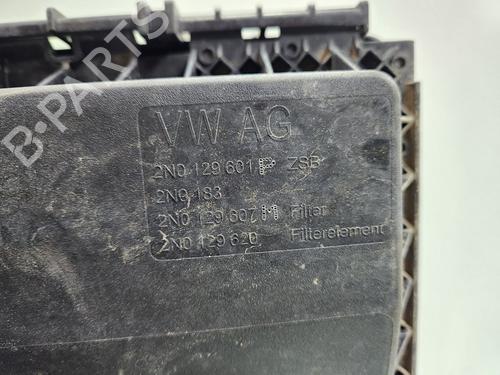 VW AG
2N0 129 601 P ZSB
2N0 183
2N0 129 607 M Filter
2N0 129 620 Filterelement
B-PARTS